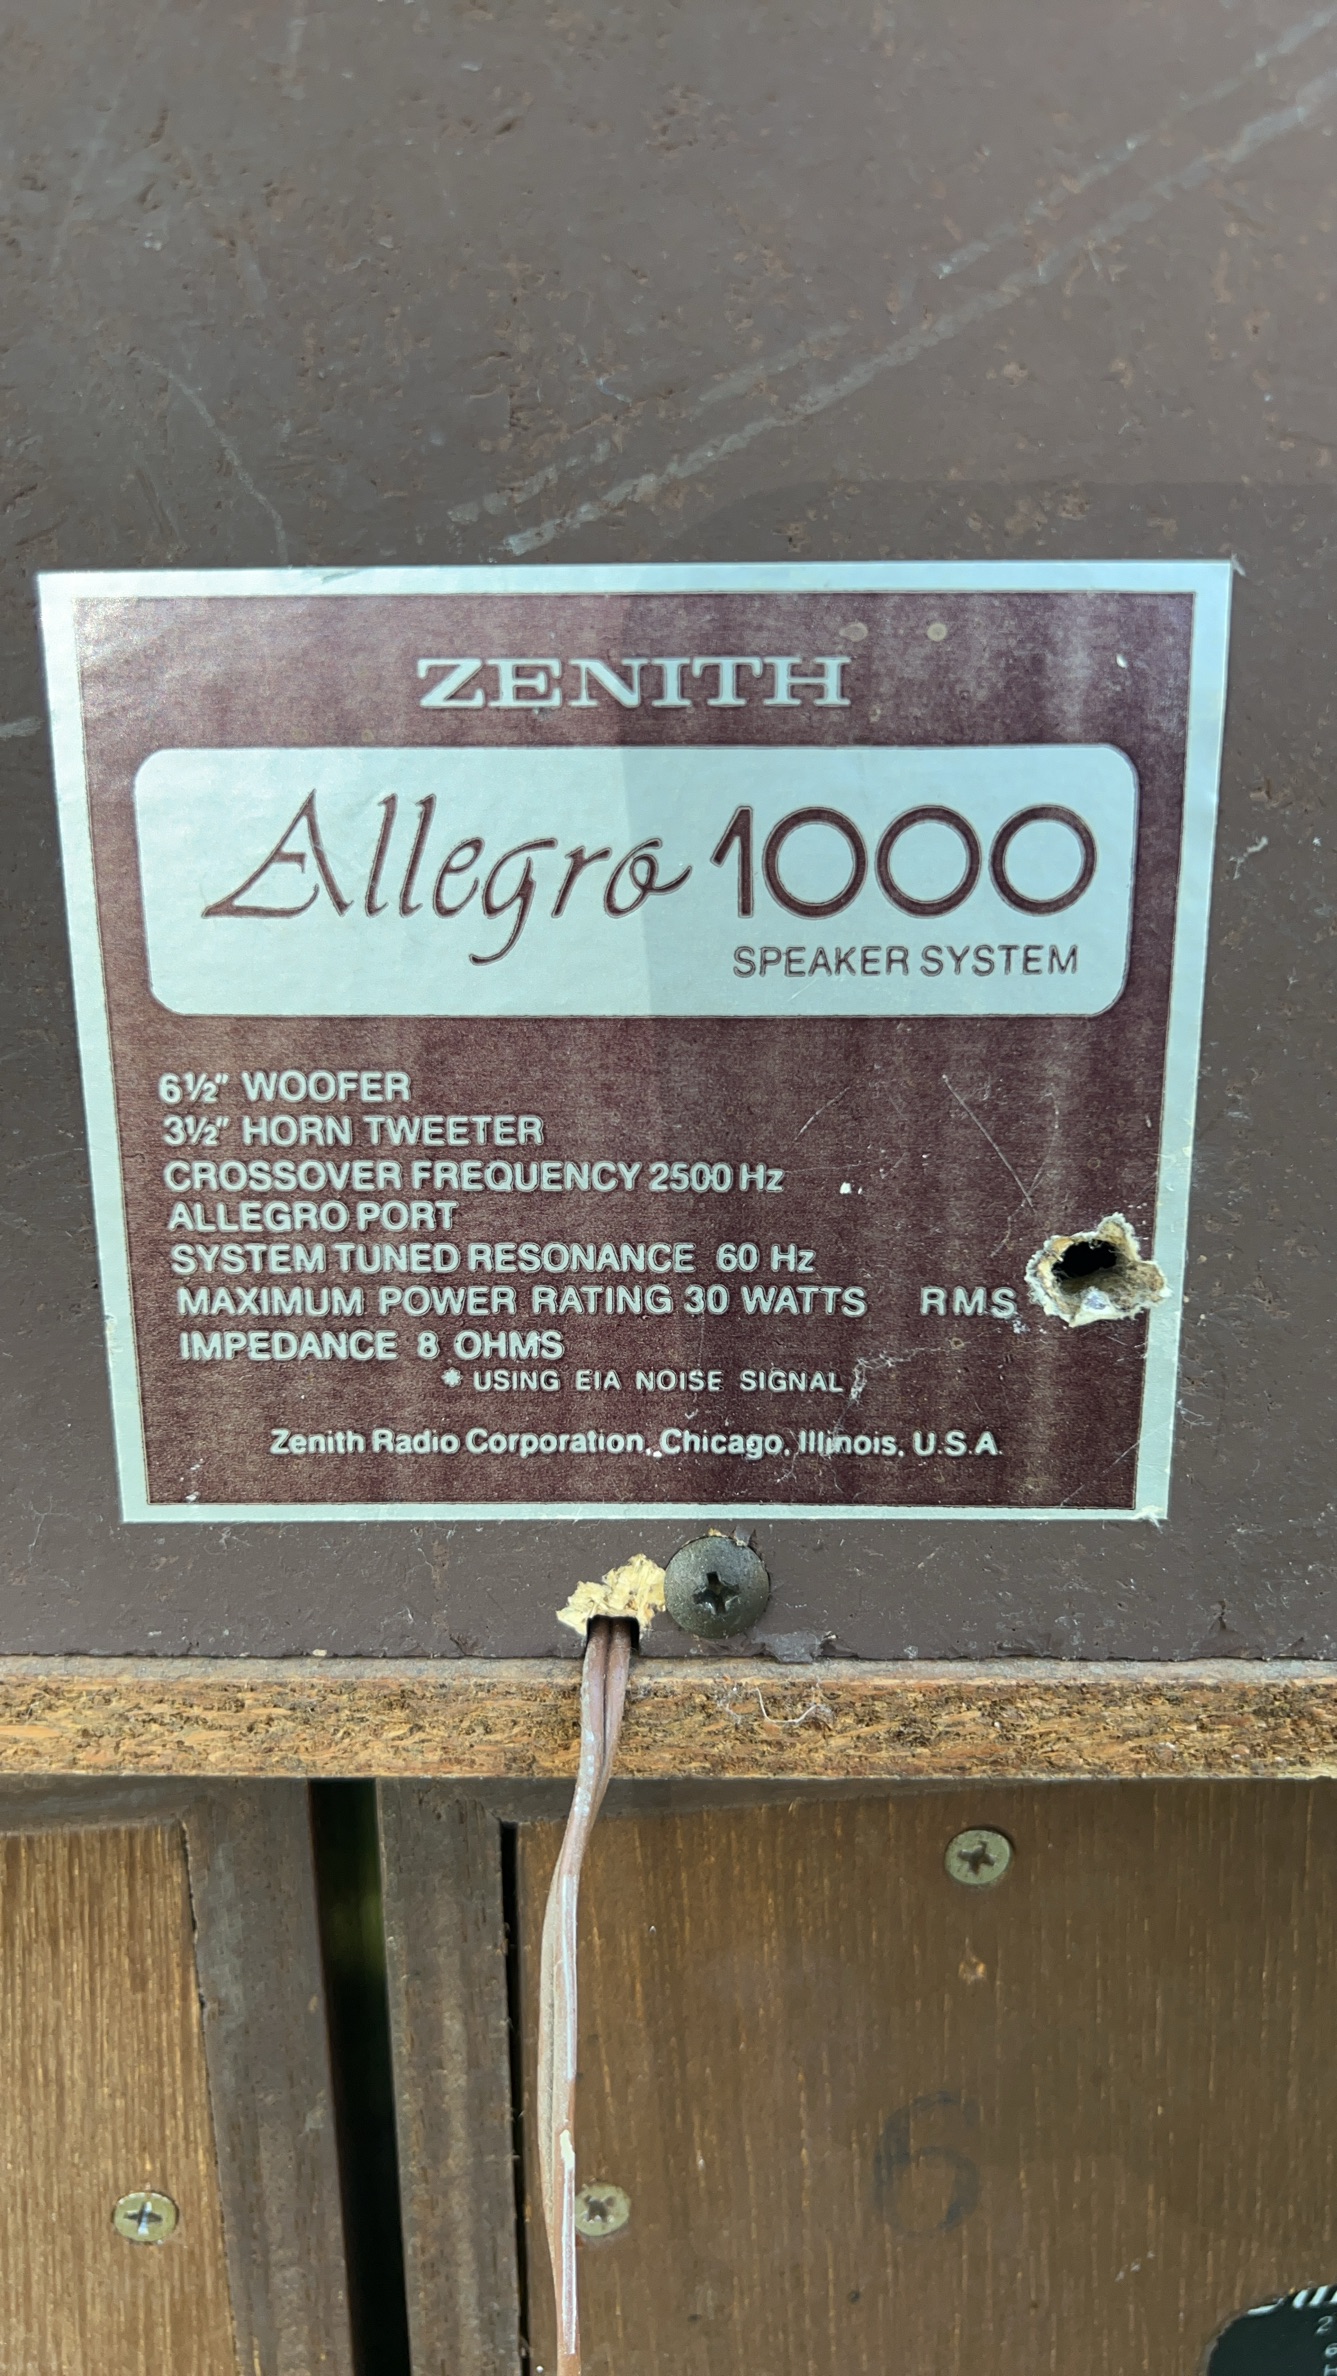 ZENITH
Allegro 1000
SPEAKER SYSTEM
6½" WOOFER
3½" HORN TWEETER
CROSSOVER FREQUENCY 2500 Hz
ALLEGRO PORT
SYSTEM TUNED RESONANCE 60 Hz
MAXIMUM POWER RATING 30 WATTS RMS
IMPEDANCE 8 OHMS
* USING EIA NOISE SIGNAL
Zenith Radio Corporation, Chicago, Illinois, U.S.A.
6